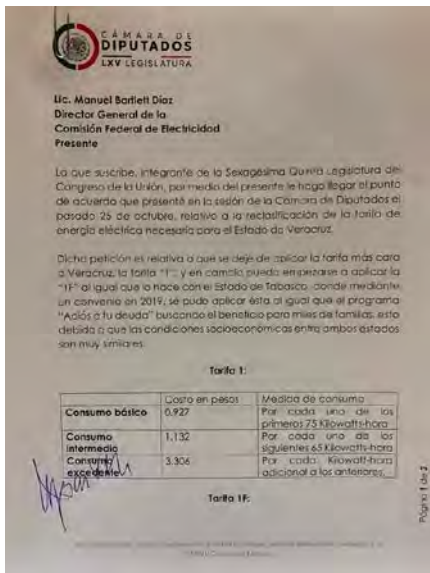 CÁMARA DE
DIPUTADOS
LXV LEGISLATURA
Lic. Manuel Bartlett Díaz
Director General de la
Comisión Federal de Electricidad
Presente
La que suscribe, integrante de la Sexagésima Quinta Legislatura del
Congreso de la Unión, por medio del presente le hago llegar el punto
de acuerdo que presenté en la sesión de la Cámara de Diputados el
pasado 25 de octubre, relativo a la reclasificación de la tarifa de
energía eléctrica necesaria para el Estado de Veracruz.
Dicha petición es relativa a que se deje de aplicar la tarifa más cara
a Veracruz, la tarifa "1", y en cambio pueda empezarse a aplicar la
"1F" al igual que lo hace con el Estado de Tabasco, donde mediante
un convenio en 2019, se pudo aplicar ésta al igual que el programa
"Adiós a tu deuda" buscando el beneficio para miles de familias, esto
debido a que las condiciones socioeconómicas entre ambos estados
son muy similares.
Tarifa 1:
Costo en pesos Medida de consumo
Consumo básico 0.927 Por cada uno de los primeros 75 Kilowatts-hora
Consumo intermedio 1.132 Por cada uno de los siguientes 65 Kilowatts-hora
Consumo excedente 3.306 Por cada Kilowatt-hora adicional a los anteriores.
Tarifa 1F:
Página 1 de 2